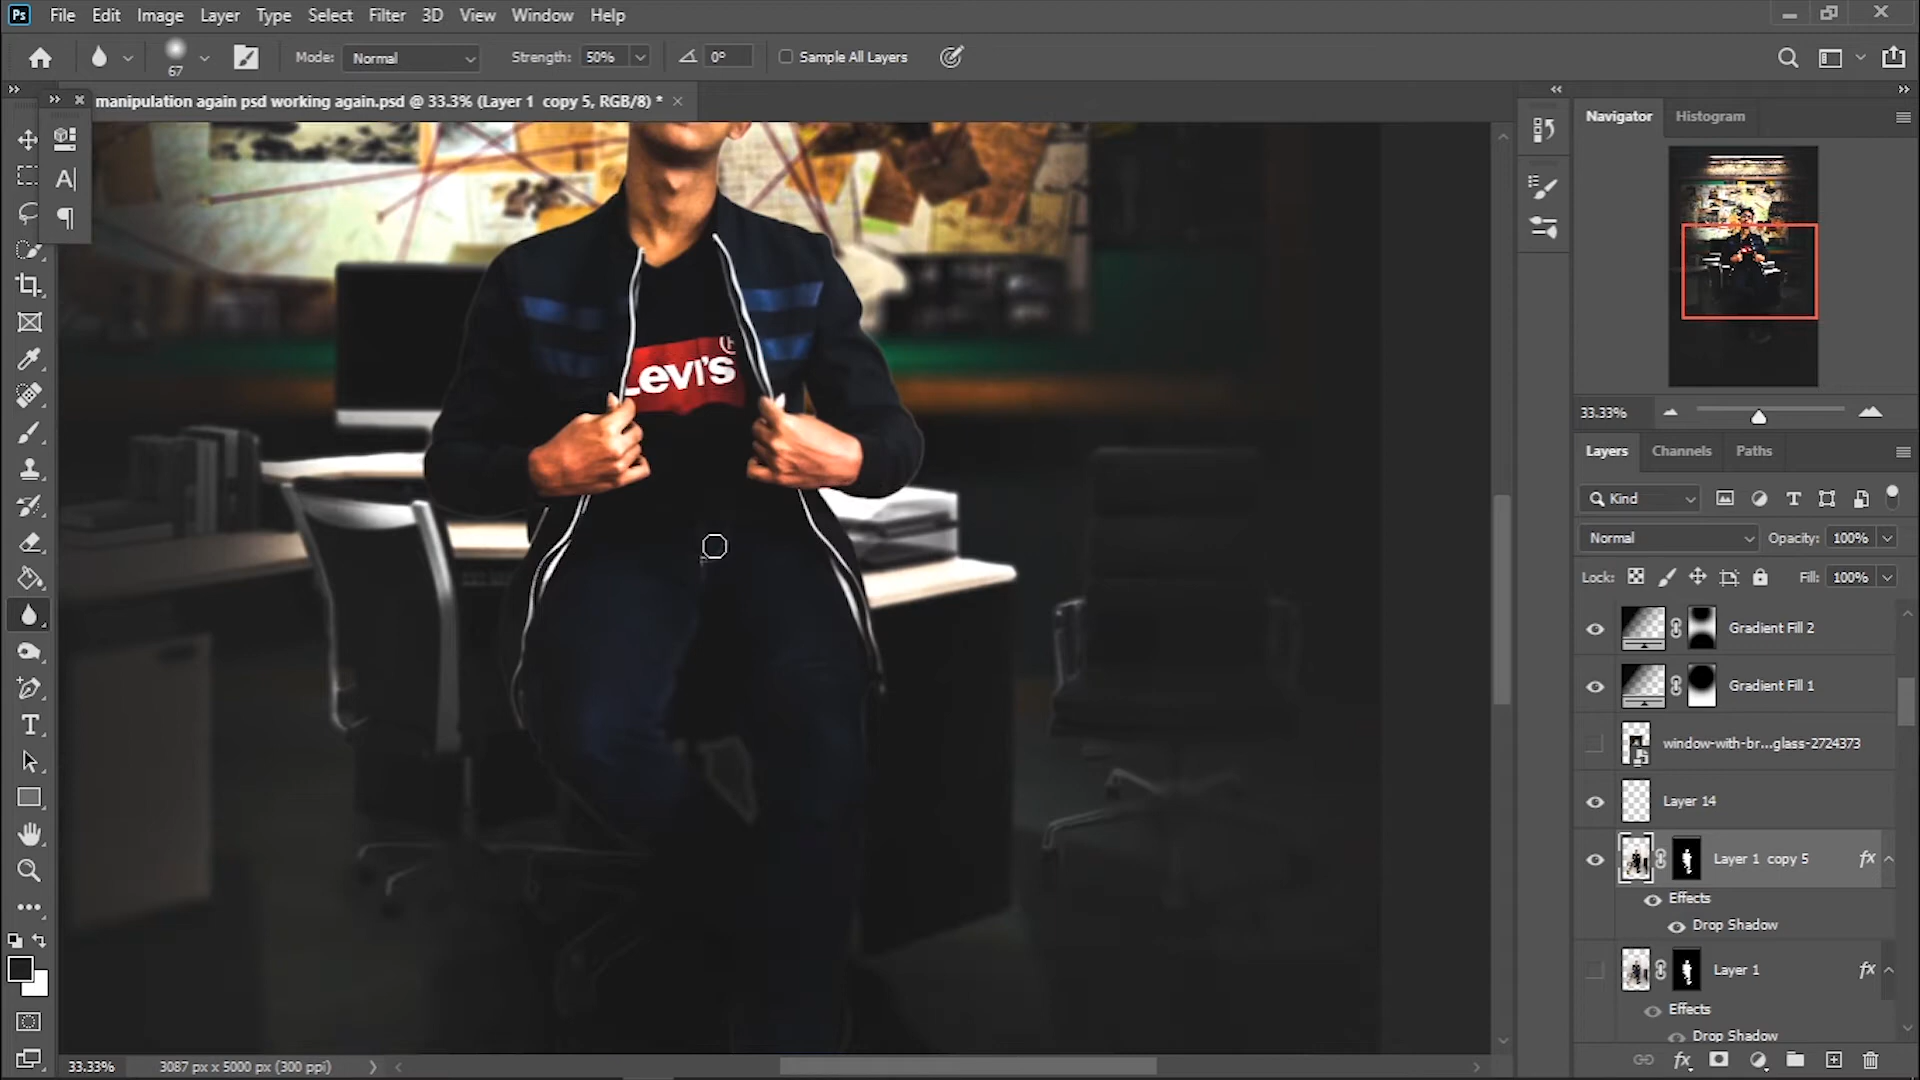 Ps File Edit Image Layer Type Select Filter 3D View Window Help
67 Mode: Normal Strength: 50% 0° Sample All Layers
manipulation again psd working again.psd @ 33.3% (Layer 1 copy 5, RGB/8) * ×
Navigator Histogram
Levi's
33.33%
Layers Channels Paths
Kind
Normal Opacity: 100%
Lock: Fill: 100%
Gradient Fill 2
Gradient Fill 1
window-with-br...glass-2724373
Layer 14
Layer 1 copy 5 fx
Effects
Drop Shadow
Layer 1 fx
Effects
Drop Shadow
33.33% 3087 px x 5000 px (300 ppi)
fx